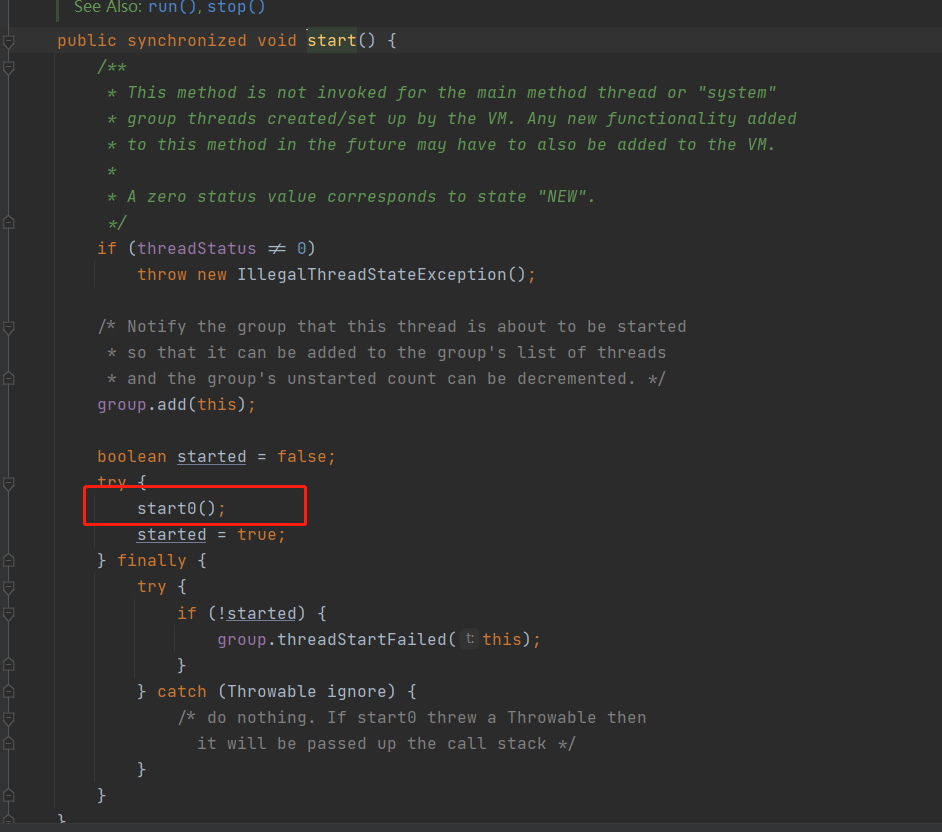 See Also: run(), stop()
public synchronized void start() {
/**
* This method is not invoked for the main method thread or "system"
* group threads created/set up by the VM. Any new functionality added
* to this method in the future may have to also be added to the VM.
*
* A zero status value corresponds to state "NEW".
*/
if (threadStatus ≠ 0)
throw new IllegalThreadStateException();
/* Notify the group that this thread is about to be started
* so that it can be added to the group's list of threads
* and the group's unstarted count can be decremented. */
group.add(this);
boolean started = false;
try {
start0();
started = true;
} finally {
try {
if (!started) {
group.threadStartFailed( t: this);
}
} catch (Throwable ignore) {
/* do nothing. If start0 threw a Throwable then
it will be passed up the call stack */
}
}
}